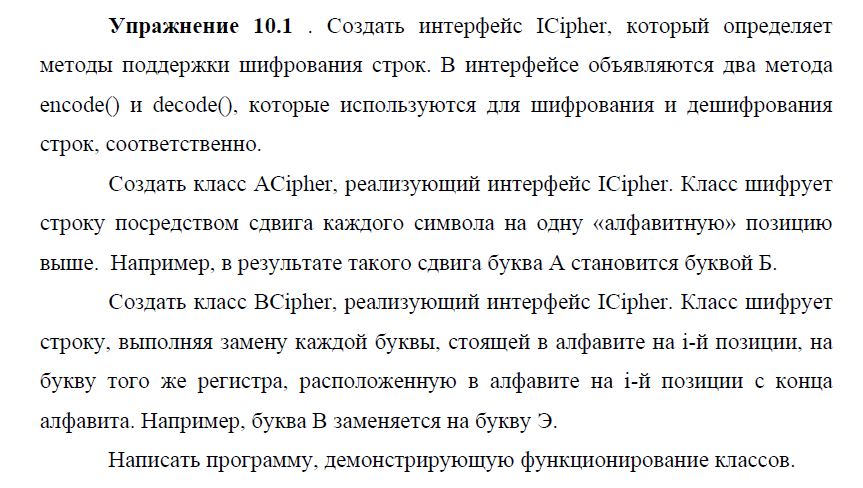 Упражнение 10.1 . Создать интерфейс ICipher, который определяет
методы поддержки шифрования строк. В интерфейсе объявляются два метода
encode() и decode(), которые используются для шифрования и дешифрования
строк, соответственно.
Создать класс ACipher, реализующий интерфейс ICipher. Класс шифрует
строку посредством сдвига каждого символа на одну «алфавитную» позицию
выше. Например, в результате такого сдвига буква А становится буквой Б.
Создать класс BCipher, реализующий интерфейс ICipher. Класс шифрует
строку, выполняя замену каждой буквы, стоящей в алфавите на i-й позиции, на
букву того же регистра, расположенную в алфавите на i-й позиции с конца
алфавита. Например, буква В заменяется на букву Э.
Написать программу, демонстрирующую функционирование классов.